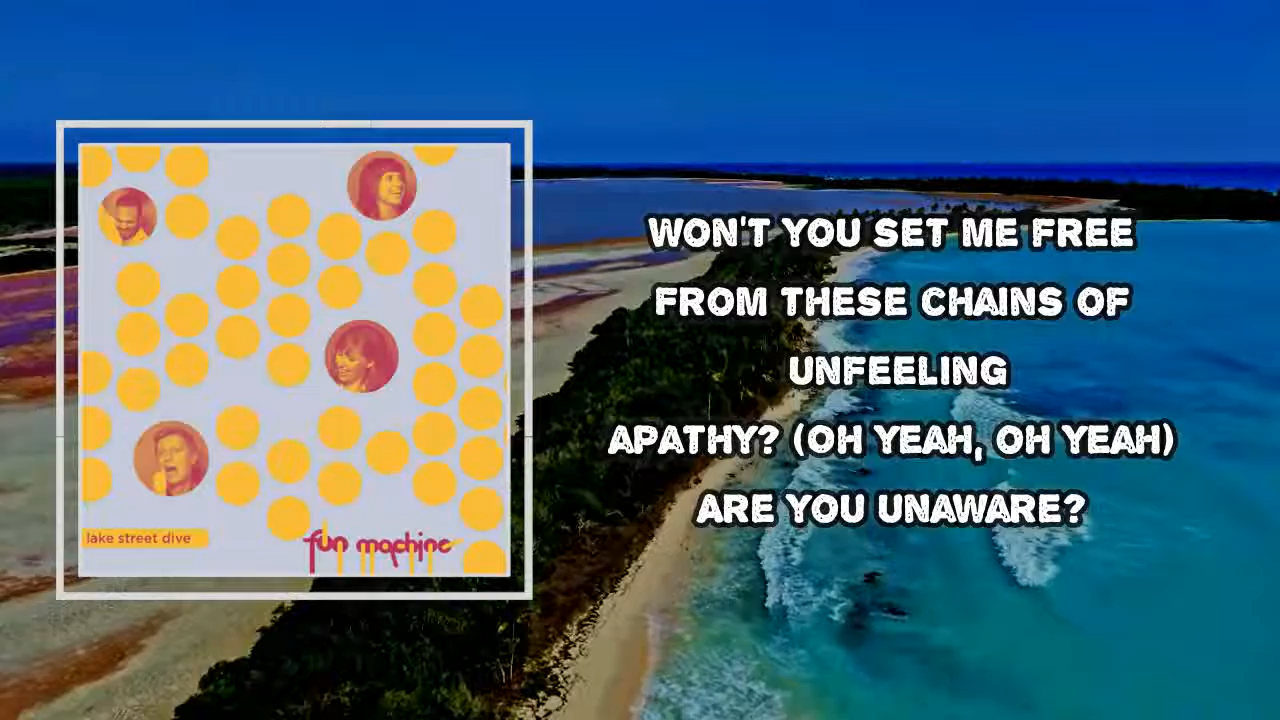 WON'T YOU SET ME FREE
FROM THESE CHAINS OF
UNFEELING
APATHY? (OH YEAH, OH YEAH)
ARE YOU UNAWARE?
lake street dive
fun machine